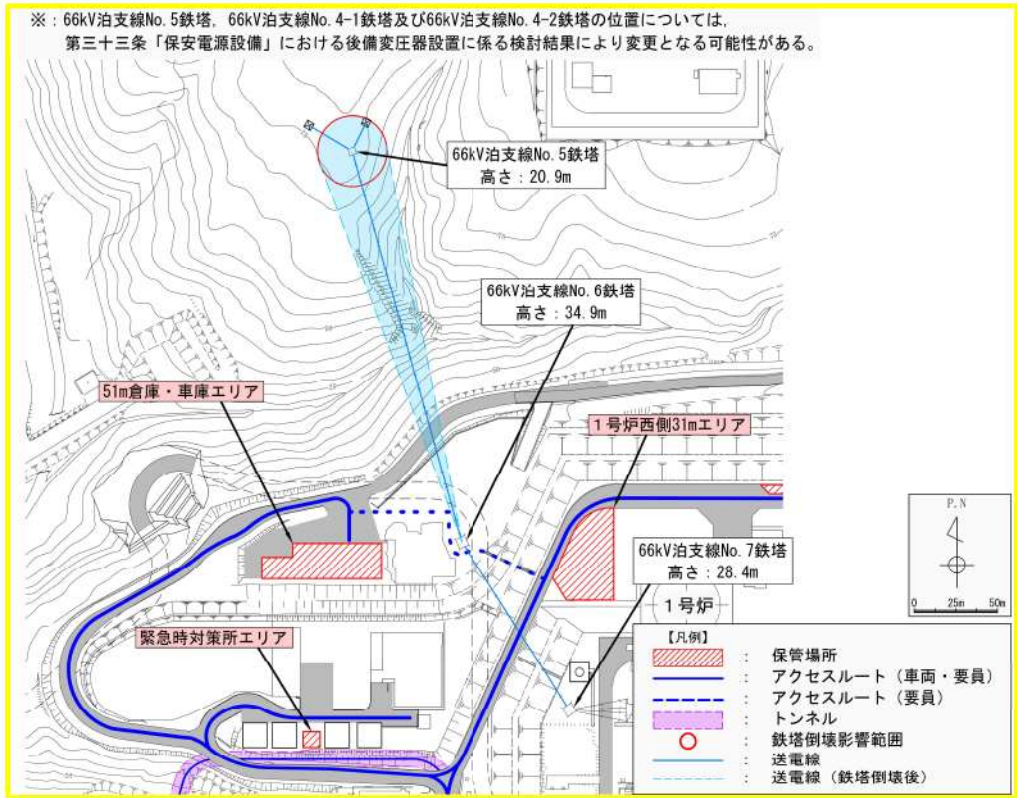 ※：66kV泊支線No.5鉄塔，66kV泊支線No.4-1鉄塔及び66kV泊支線No.4-2鉄塔の位置については，
第三十三条「保安電源設備」における後備変圧器設置に係る検討結果により変更となる可能性がある。
66kV泊支線No.5鉄塔
高さ：20.9m
66kV泊支線No.6鉄塔
高さ：34.9m
51m倉庫・車庫エリア
1号炉西側31mエリア
P.N
0 25m 50m
66kV泊支線No.7鉄塔
高さ：28.4m
1号炉
緊急時対策所エリア
【凡例】
：保管場所
：アクセスルート（車両・要員）
：アクセスルート（要員）
：トンネル
：鉄塔倒壊影響範囲
：送電線
：送電線（鉄塔倒壊後）